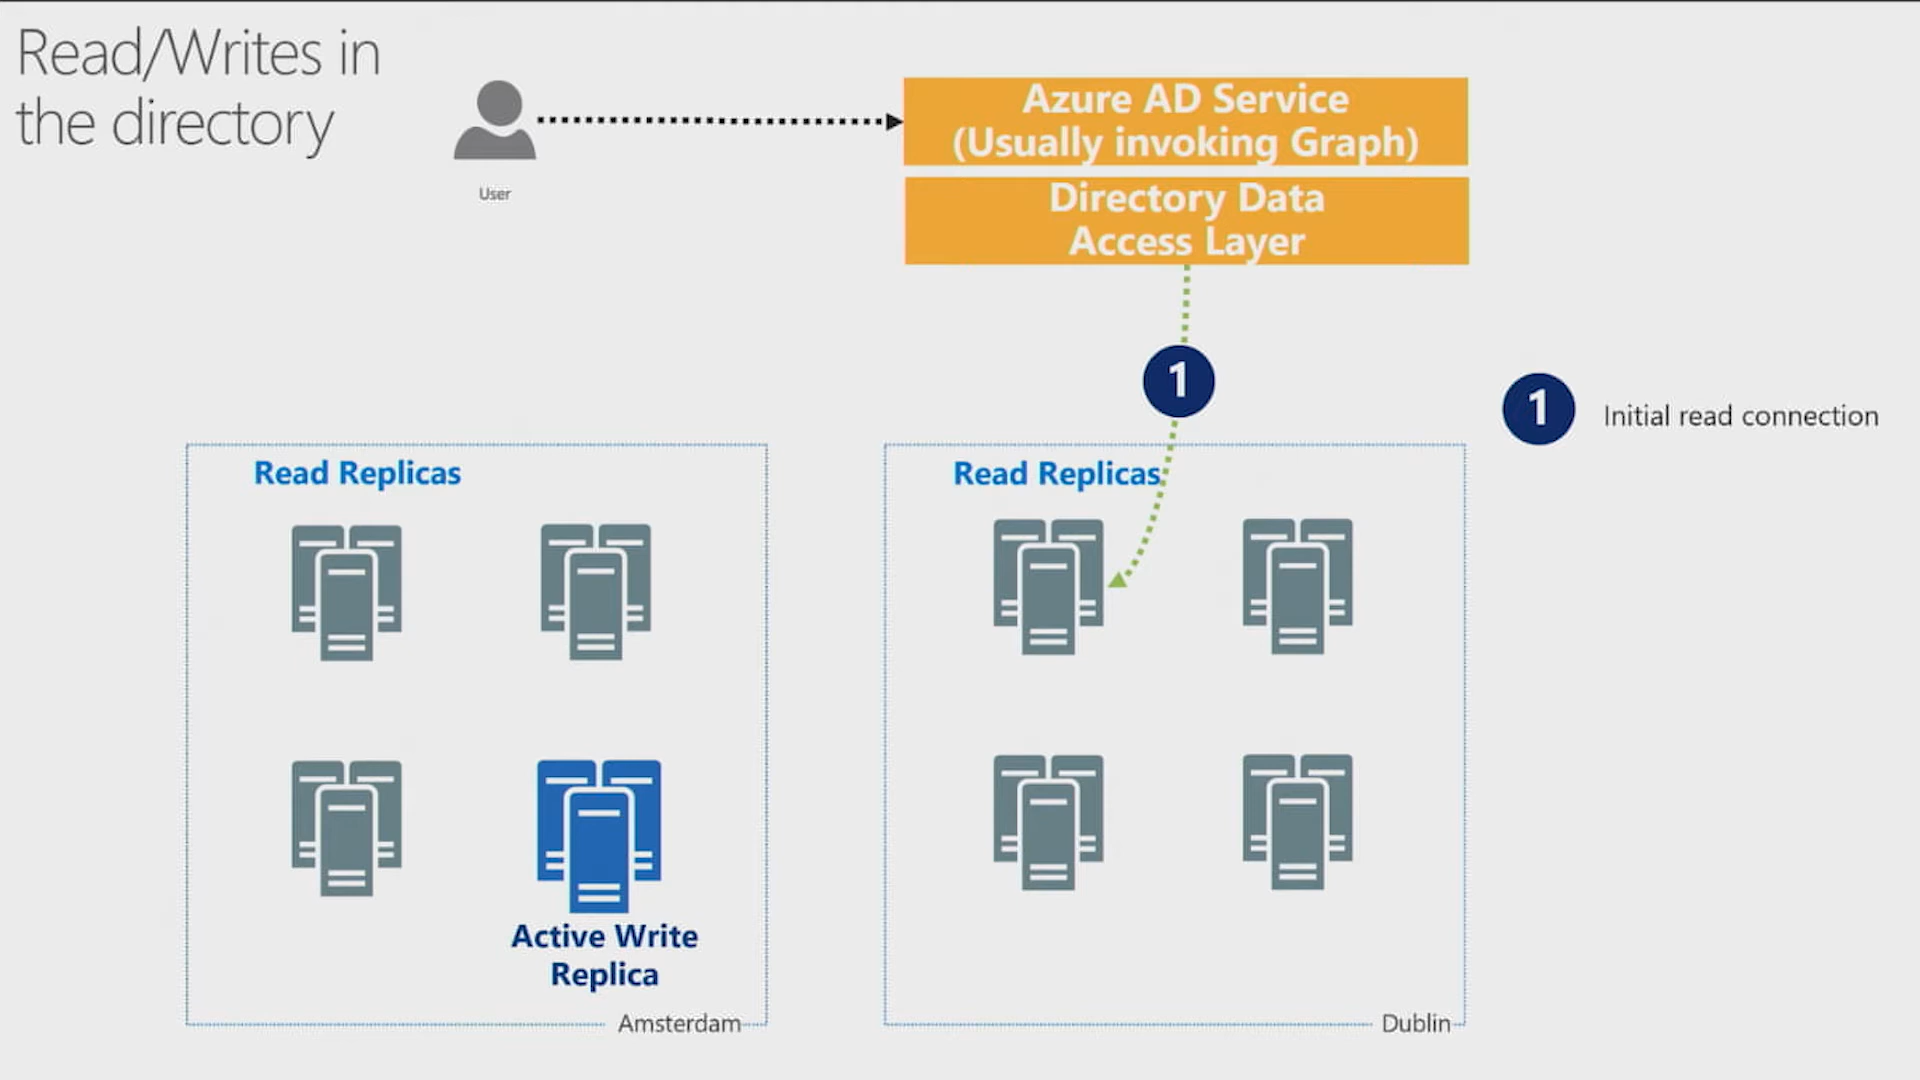 Read/Writes in
the directory
User
Azure AD Service
(Usually invoking Graph)
Directory Data
Access Layer
1
1
Initial read connection
Read Replicas
Read Replicas
Active Write
Replica
Amsterdam
Dublin